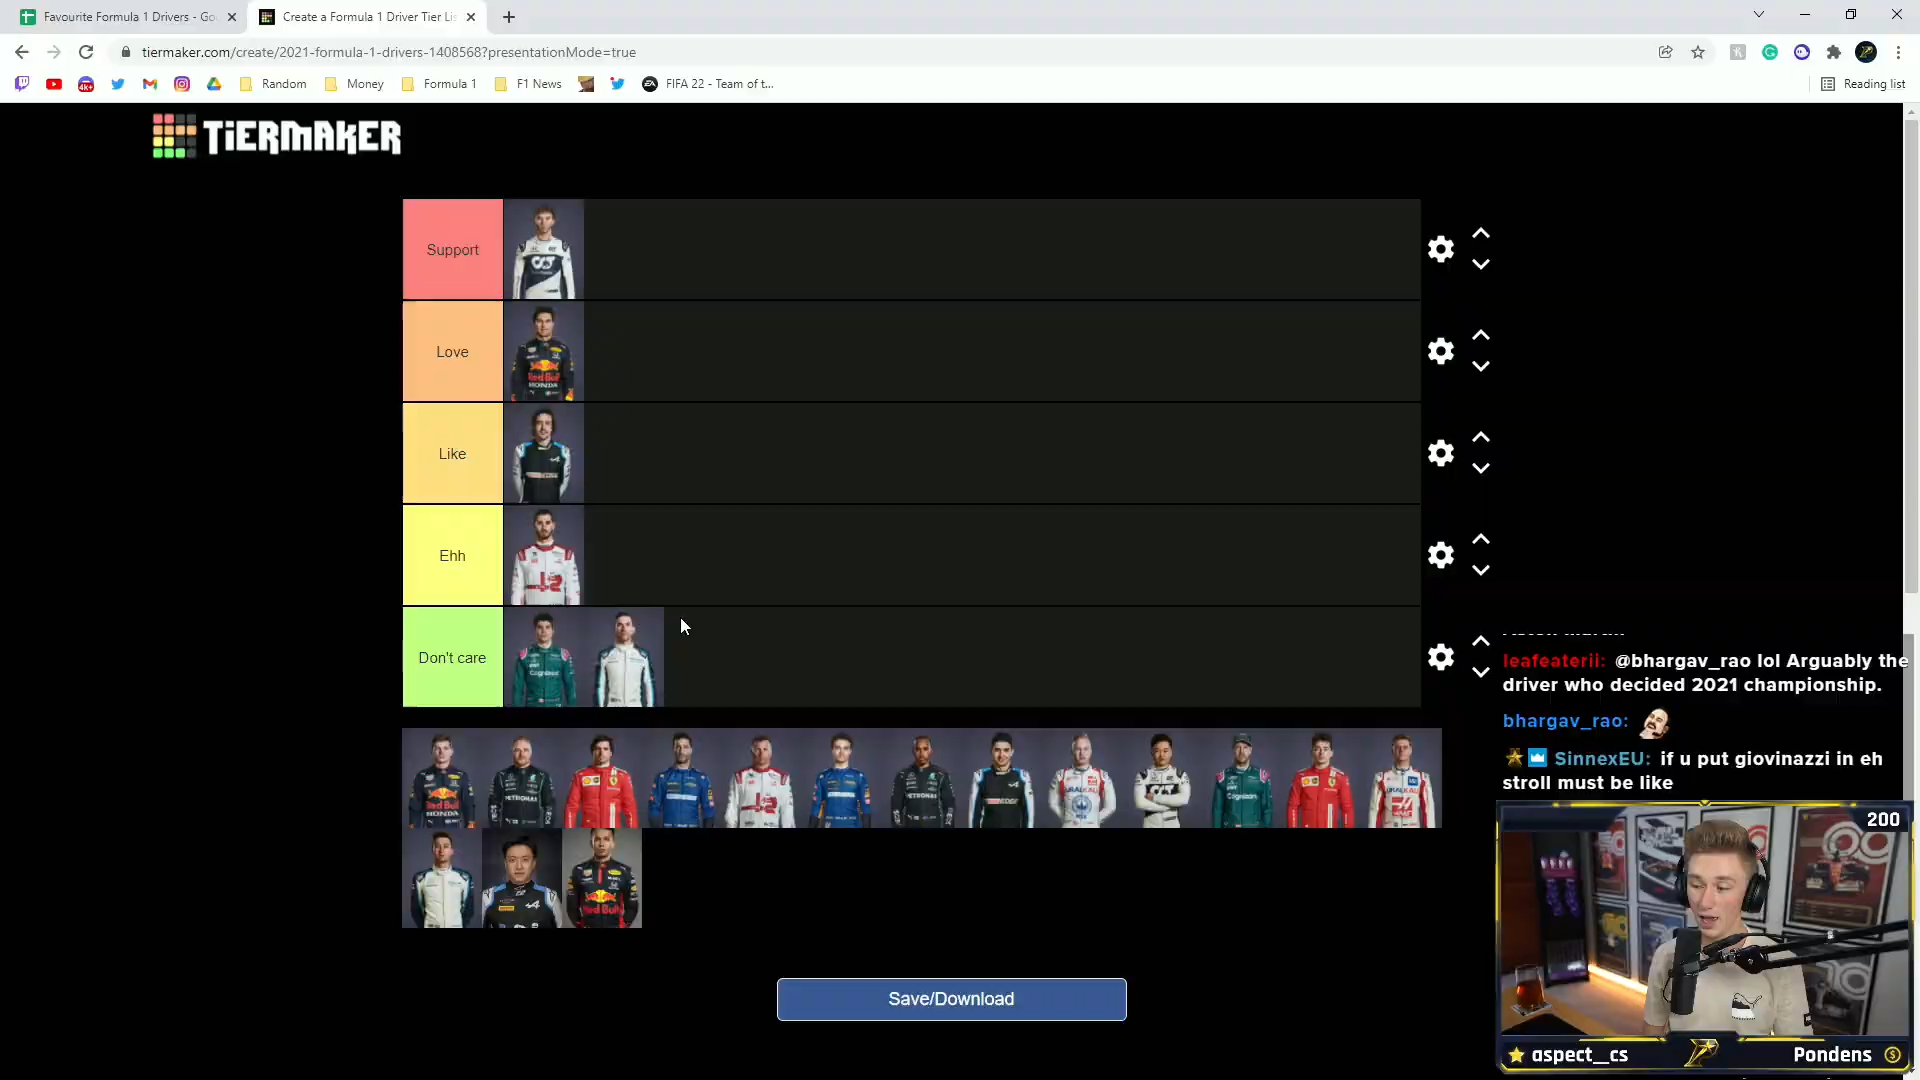 Favourite Formula 1 Drivers - Go
Create a Formula 1 Driver Tier Lis
tiermaker.com/create/2021-formula-1-drivers-1408568?presentationMode=true
Random
Money
Formula 1
F1 News
FIFA 22 - Team of t...
Reading list
TiERMAKER
Support
Love
Like
Ehh
Don't care
leafeaterii: @bhargav_rao lol Arguably the
driver who decided 2021 championship.
bhargav_rao:
SinnexEU: if u put giovinazzi in eh
stroll must be like
200
Save/Download
aspect_cs
Pondens